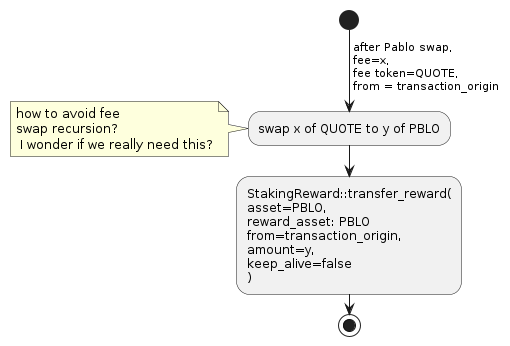 after Pablo swap,
fee=x,
fee token=QUOTE,
from = transaction_origin
how to avoid fee
swap recursion?
I wonder if we really need this?
swap x of QUOTE to y of PBLO
StakingReward::transfer_reward(
asset=PBLO,
reward_asset: PBLO
from=transaction_origin,
amount=y,
keep_alive=false
)